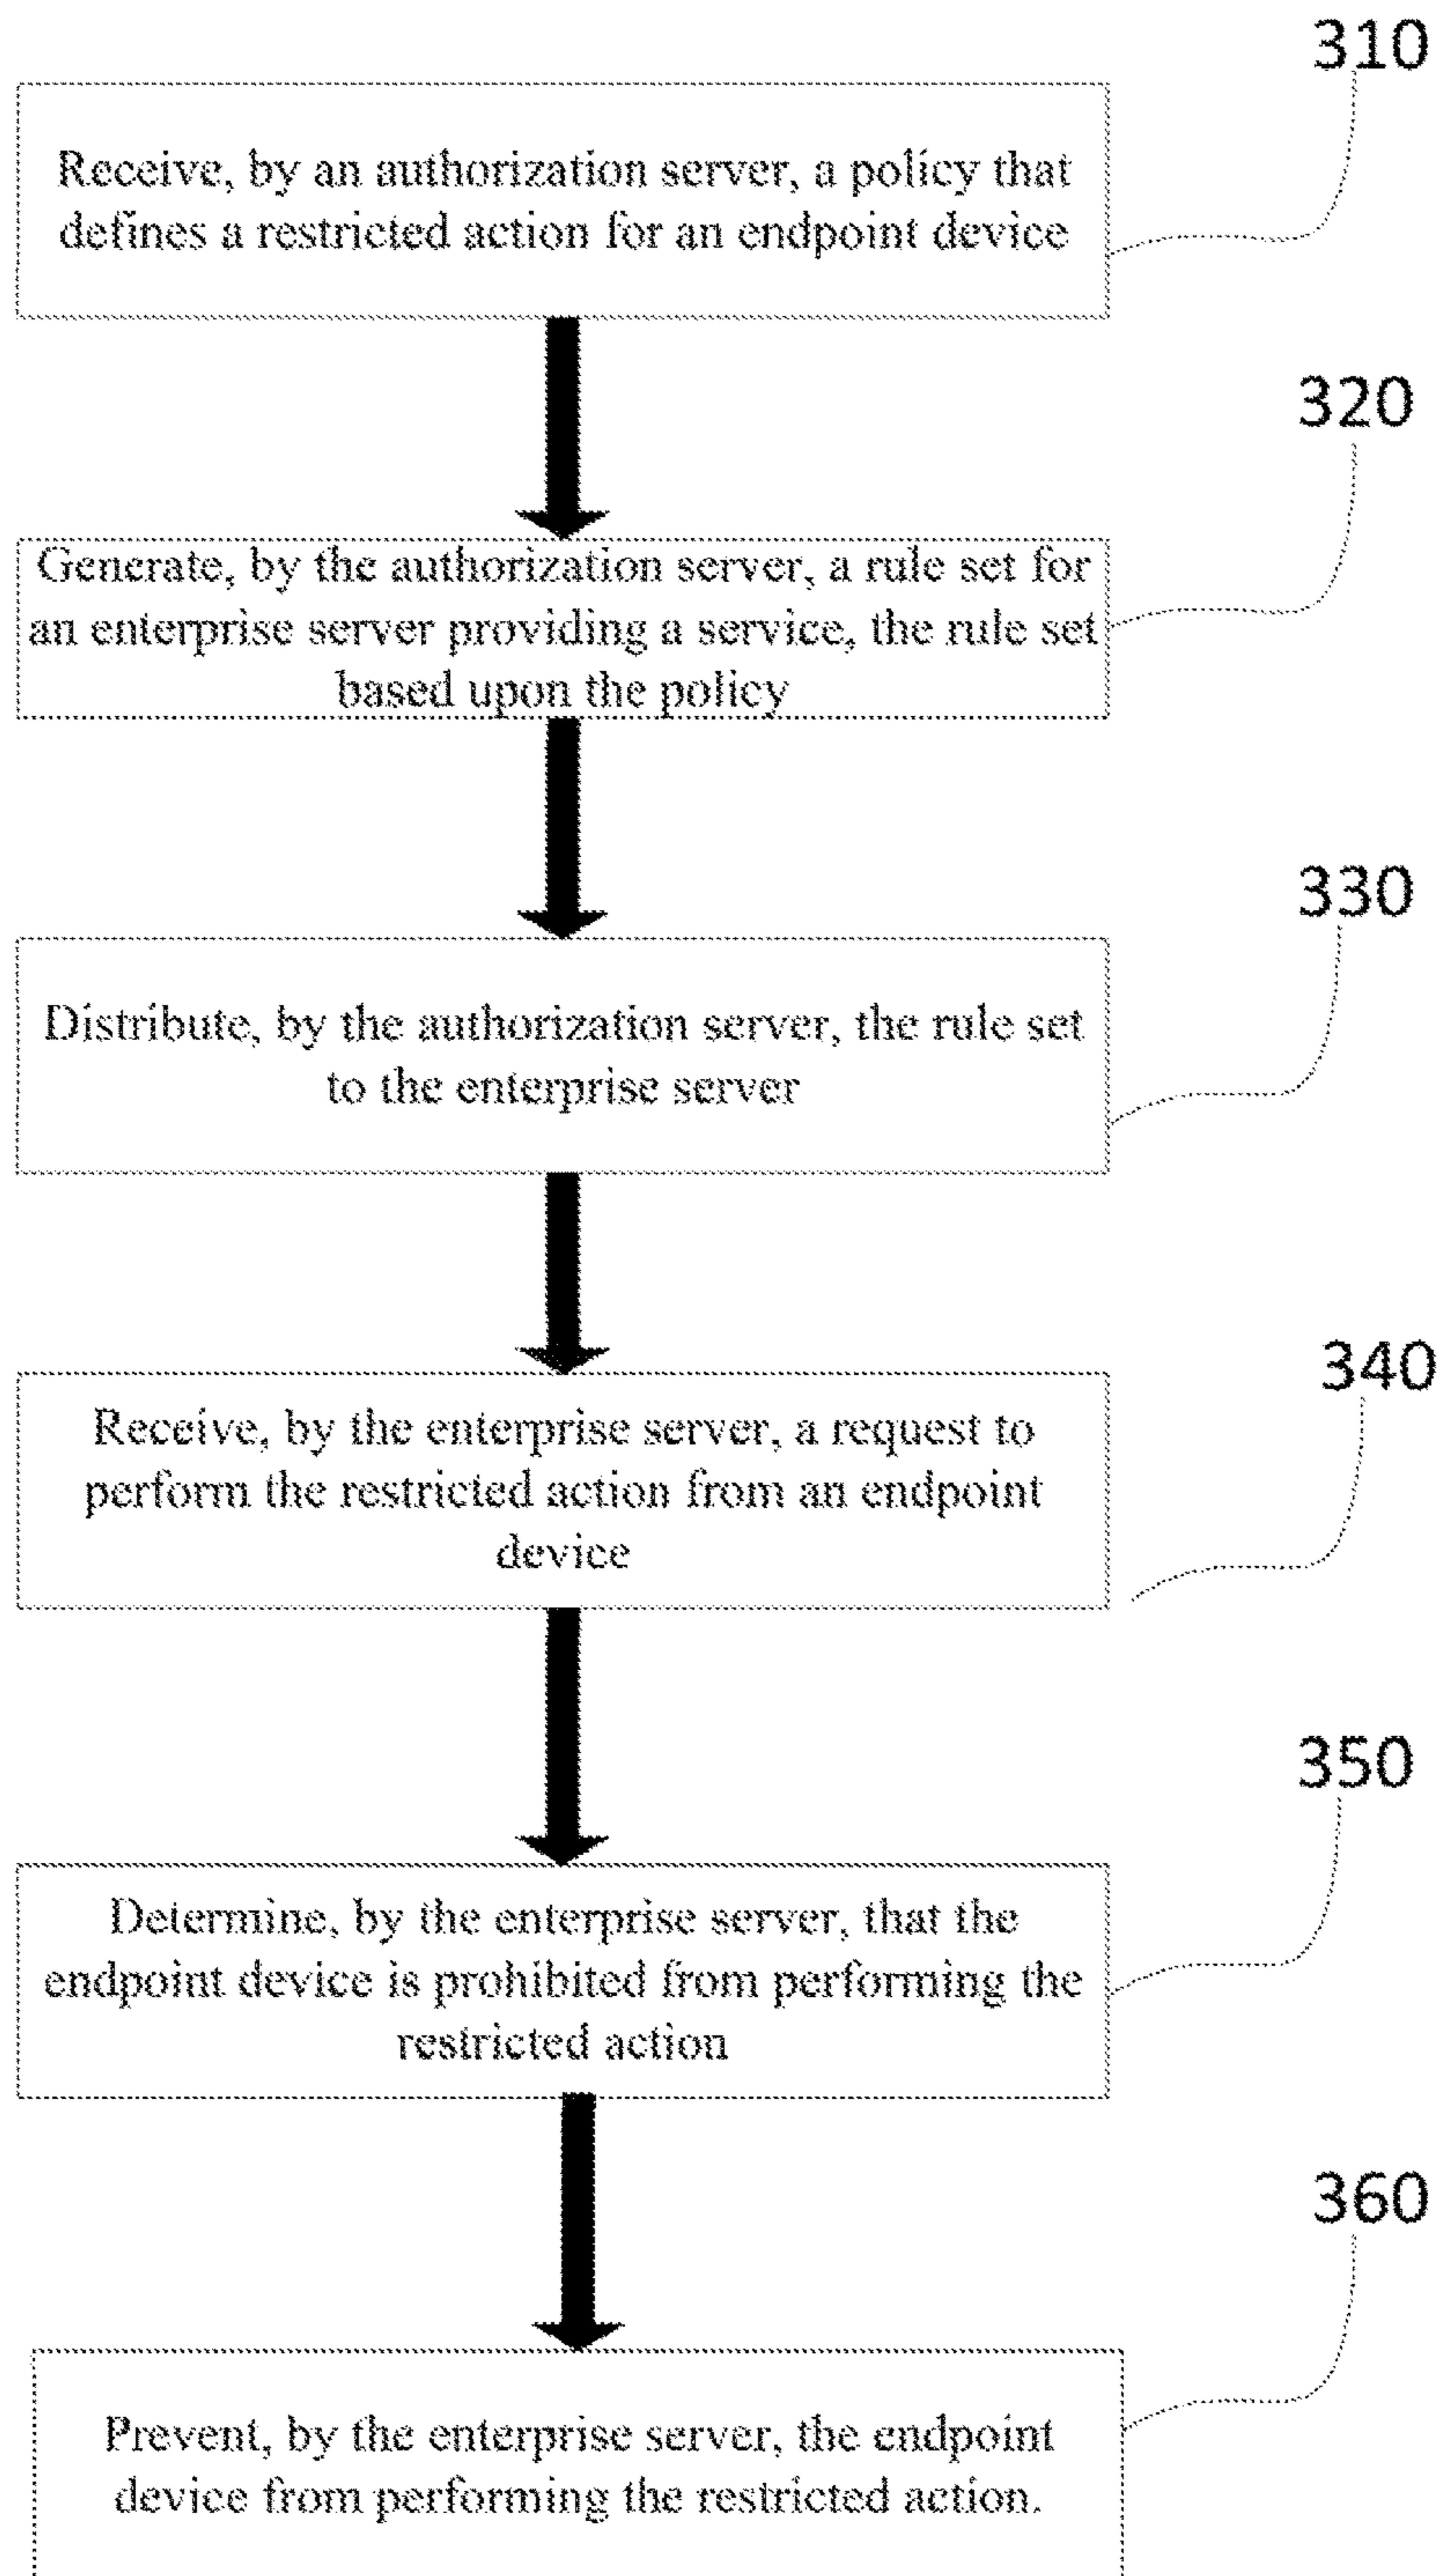 310
Receive, by an authorization server, a policy that
defines a restricted action for an endpoint device
320
Generate, by the authorization server, a rule set for
an enterprise server providing a service, the rule set
based upon the policy
330
Distribute, by the authorization server, the rule set
to the enterprise server
340
Receive, by the enterprise server, a request to
perform the restricted action from an endpoint
device
350
Determine, by the enterprise server, that the
endpoint device is prohibited from performing the
restricted action
360
Prevent, by the enterprise server, the endpoint
device from performing the restricted action.